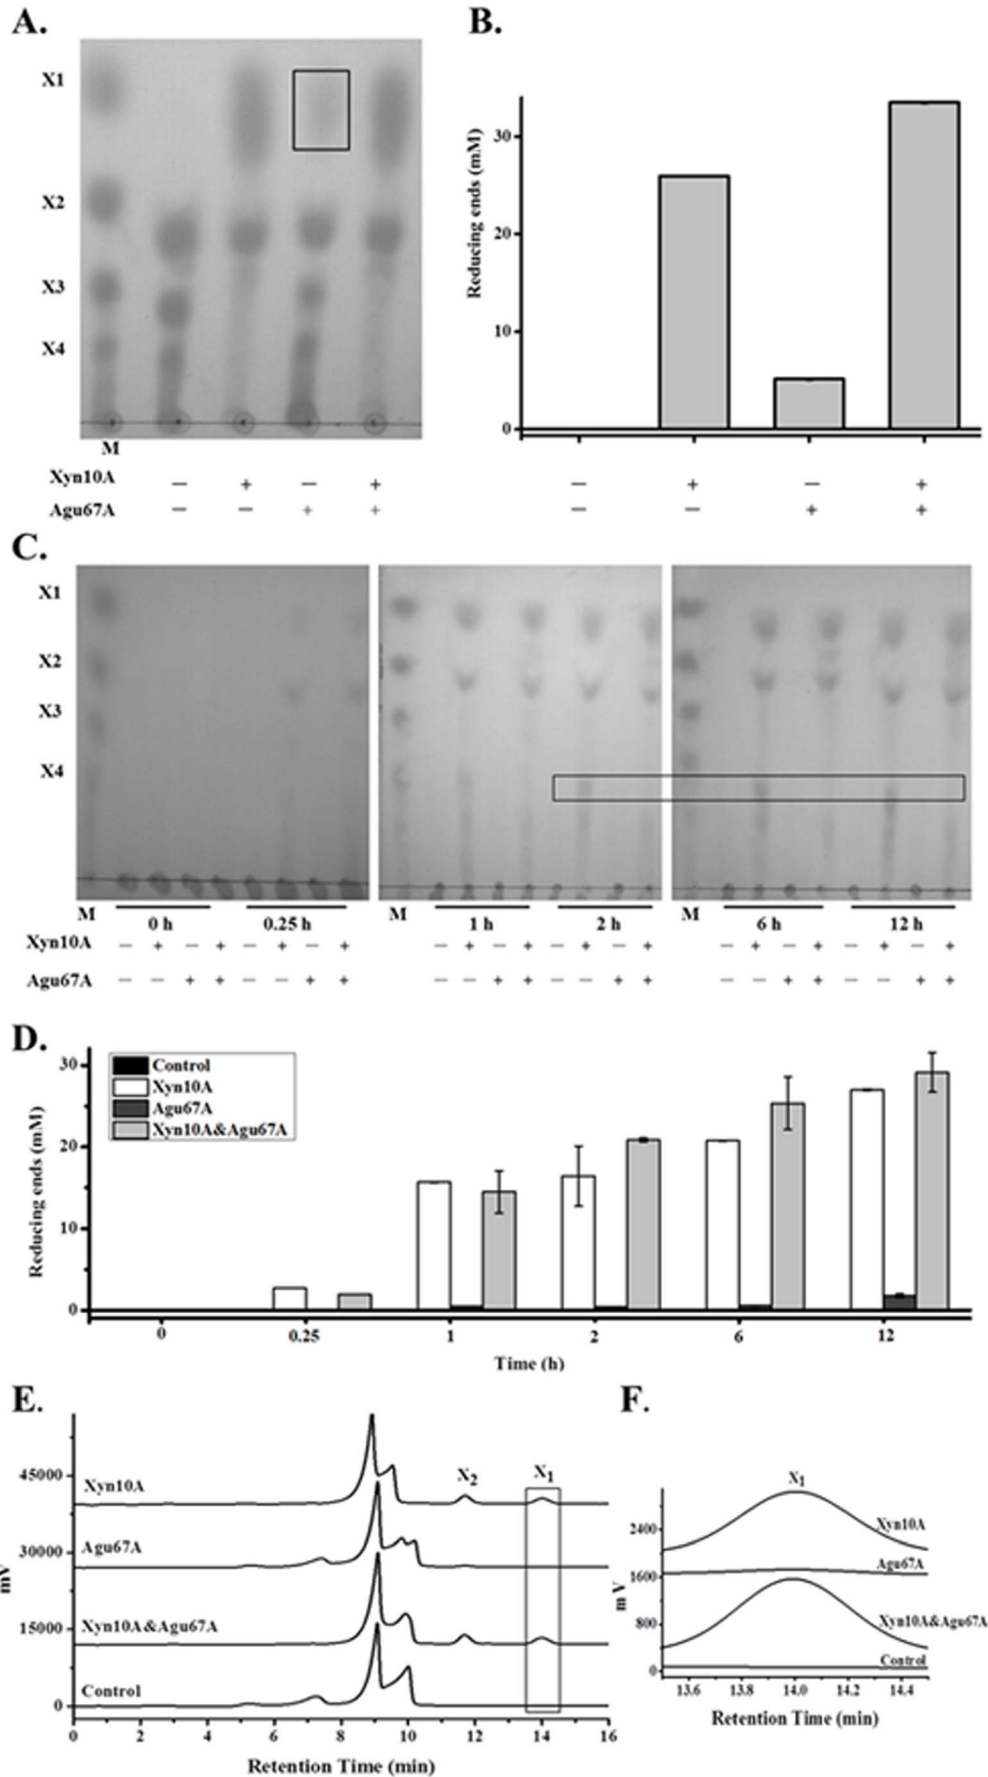 A.
X1
X2
X3
X4
M
Xyn10A − + − +
Agu67A − − + +
B.
Reducing ends (mM)
30
20
10
0
− + − +
− − + +
C.
X1
X2
X3
X4
M 0 h 0.25 h M 1 h 2 h M 6 h 12 h
Xyn10A − + − + − + − + − + − + − + − + − + − + − + − +
Agu67A − − + + − − + + − − + + − − + + − − + + − − + +
D.
Control
Xyn10A
Agu67A
Xyn10A&Agu67A
Reducing ends (mM)
30
20
10
0
0 0.25 1 2 6 12
Time (h)
E.
mV
45000
30000
15000
0
Xyn10A
X2 X1
Agu67A
Xyn10A&Agu67A
Control
0 2 4 6 8 10 12 14 16
Retention Time (min)
F.
X1
mV
2400
1600
800
0
Xyn10A
Agu67A
Xyn10A&Agu67A
Control
13.6 13.8 14.0 14.2 14.4
Retention Time (min)